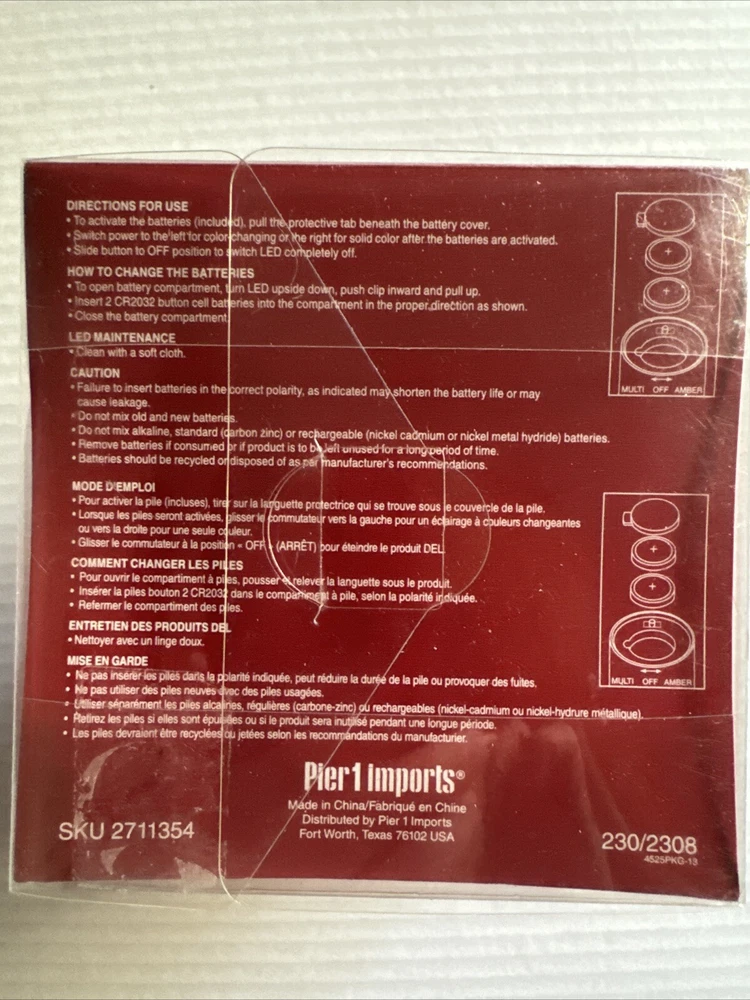 DIRECTIONS FOR USE
• To activate the batteries (included), pull the protective tab beneath the battery cover.
• Switch power to the left for color changing or the right for solid color after the batteries are activated.
• Slide button to OFF position to switch LED completely off.
HOW TO CHANGE THE BATTERIES
• To open battery compartment, turn LED upside down, push clip inward and pull up.
• Insert 2 CR2032 button cell batteries into the compartment in the proper direction as shown.
• Close the battery compartment.
LED MAINTENANCE
• Clean with a soft cloth.
MULTI OFF AMBER
CAUTION
• Failure to insert batteries in the correct polarity, as indicated may shorten the battery life or may
cause leakage.
• Do not mix old and new batteries.
• Do not mix alkaline, standard (carbon zinc) or rechargeable (nickel cadmium or nickel metal hydride) batteries.
• Remove batteries if consumed or if product is to be left unused for a long period of time.
• Batteries should be recycled or disposed of as per manufacturer's recommendations.
MODE D'EMPLOI
• Pour activer la pile (incluses), tirer sur la languette protectrice qui se trouve sous le couvercle de la pile.
• Lorsque les piles seront activées, glisser le commutateur vers la gauche pour un éclairage à couleurs changeantes
ou vers la droite pour une seule couleur.
• Glisser le commutateur à la position « OFF » (ARRÊT) pour éteindre le produit DEL.
COMMENT CHANGER LES PILES
• Pour ouvrir le compartiment à piles, pousser et relever la languette sous le produit.
• Insérer la piles bouton 2 CR2032 dans le compartiment à pile, selon la polarité indiquée.
• Refermer le compartiment des piles.
ENTRETIEN DES PRODUITS DEL
• Nettoyer avec un linge doux.
MULTI OFF AMBER
MISE EN GARDE
• Ne pas insérer les piles dans la polarité indiquée, peut réduire la durée de la pile ou provoquer des fuites.
• Ne pas utiliser des piles neuves avec des piles usagées.
• Utiliser séparément les piles alcalines, régulières (carbone-zinc) ou rechargeables (nickel-cadmium ou nickel-hydrure métallique).
• Retirez les piles si elles sont épuisées ou si le produit sera inutilisé pendant une longue période.
• Les piles devraient être recyclées ou jetées selon les recommandations du manufacturier.
Pier 1 imports®
Made in China/Fabriqué en Chine
Distributed by Pier 1 Imports
Fort Worth, Texas 76102 USA
SKU 2711354
230/2308
4525PKG-13